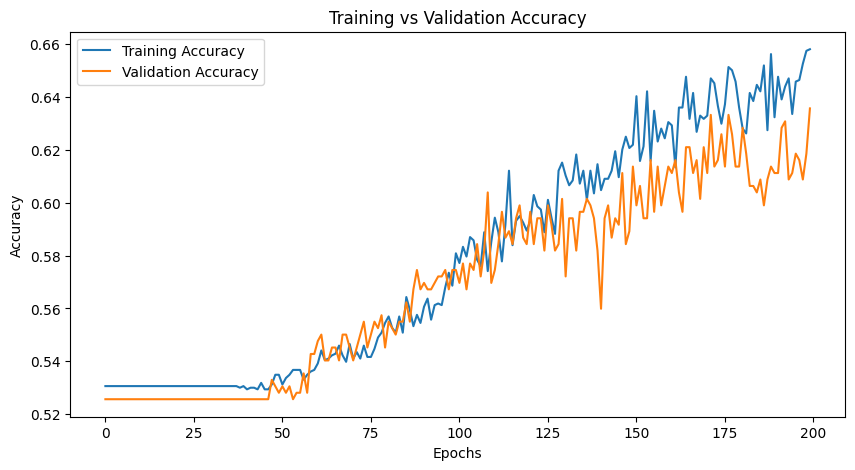 Training vs Validation Accuracy
Training Accuracy
Validation Accuracy
Accuracy
0.66
0.64
0.62
0.60
0.58
0.56
0.54
0.52
0 25 50 75 100 125 150 175 200
Epochs